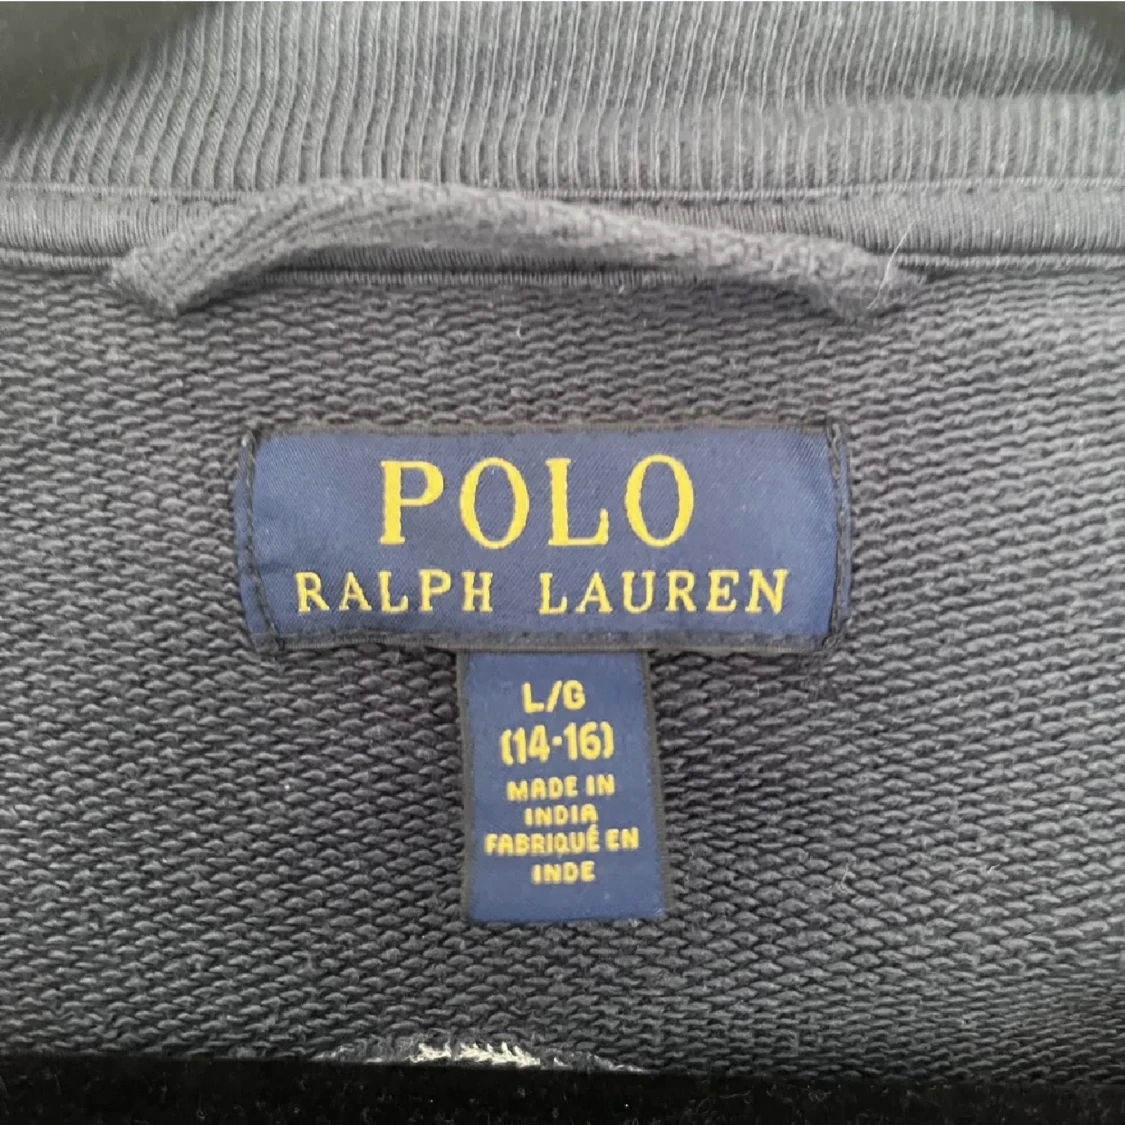 POLO
RALPH LAUREN
L/G
(14-16)
MADE IN
INDIA
FABRIQUÉ EN
INDE